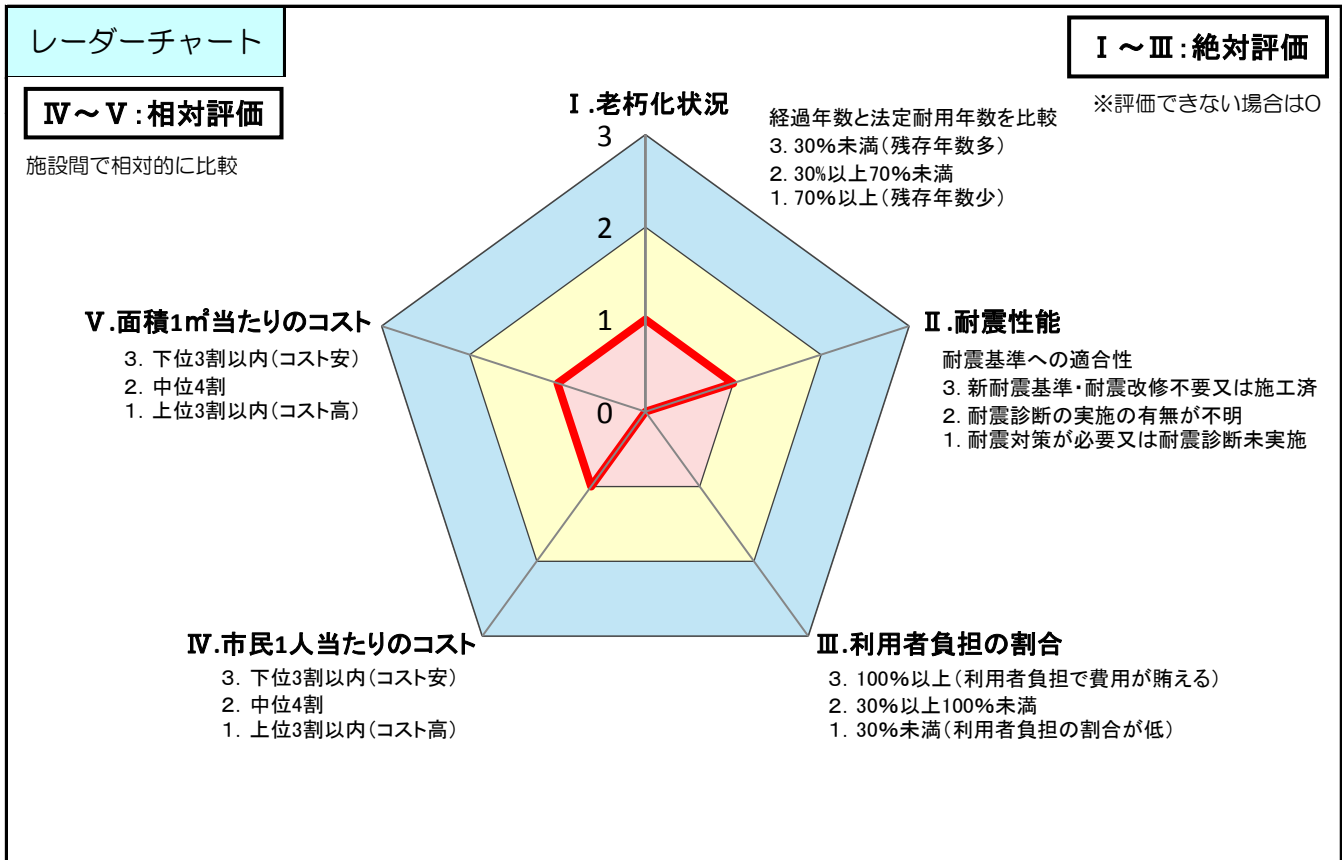 レーダーチャート
Ⅰ～Ⅲ:絶対評価
※評価できない場合は0
Ⅳ～Ⅴ:相対評価
施設間で相対的に比較
Ⅰ.老朽化状況
経過年数と法定耐用年数を比較
3. 30%未満(残存年数多)
2. 30%以上70%未満
1. 70%以上(残存年数少)
3
2
1
0
Ⅱ.耐震性能
耐震基準への適合性
3. 新耐震基準・耐震改修不要又は施工済
2. 耐震診断の実施の有無が不明
1. 耐震対策が必要又は耐震診断未実施
Ⅴ.面積1㎡当たりのコスト
3. 下位3割以内(コスト安)
2. 中位4割
1. 上位3割以内(コスト高)
Ⅳ.市民1人当たりのコスト
3. 下位3割以内(コスト安)
2. 中位4割
1. 上位3割以内(コスト高)
Ⅲ.利用者負担の割合
3. 100%以上(利用者負担で費用が賄える)
2. 30%以上100%未満
1. 30%未満(利用者負担の割合が低)